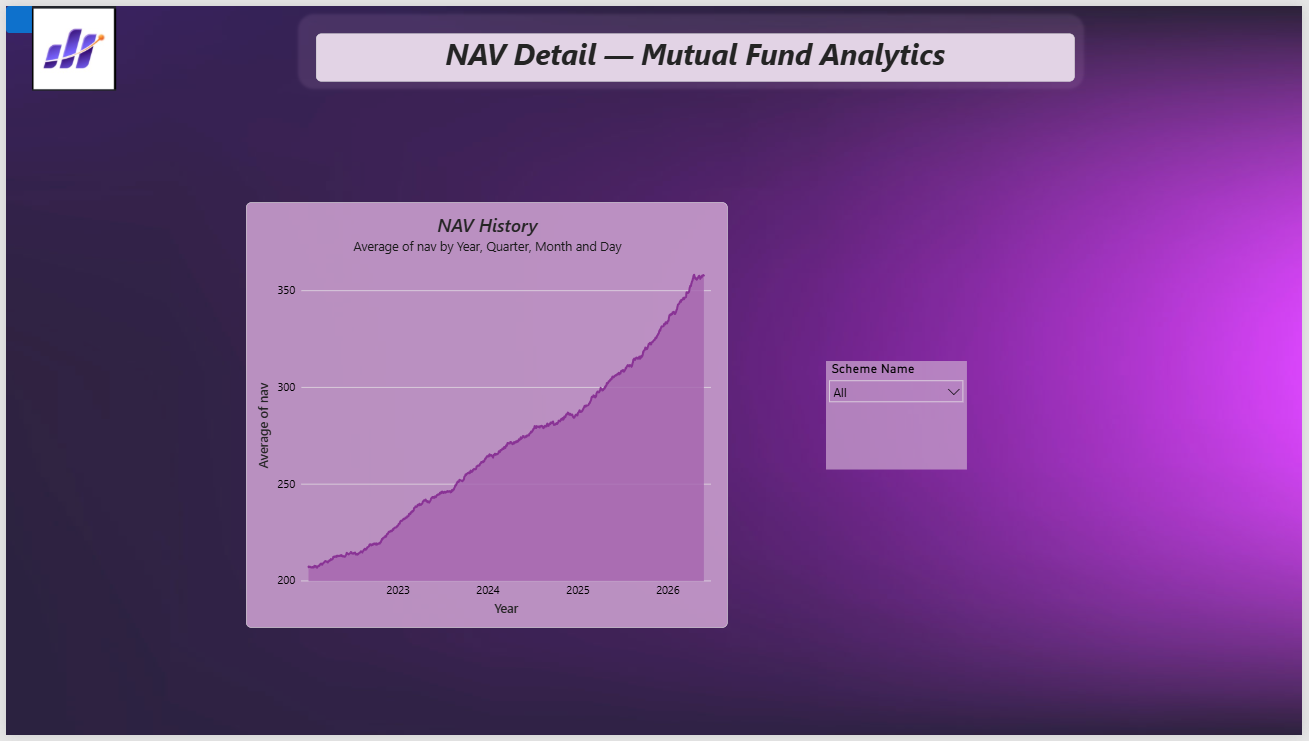 NAV Detail — Mutual Fund Analytics
NAV History
Average of nav by Year, Quarter, Month and Day
350
300
250
200
Average of nav
2023
2024
2025
2026
Year
Scheme Name
All